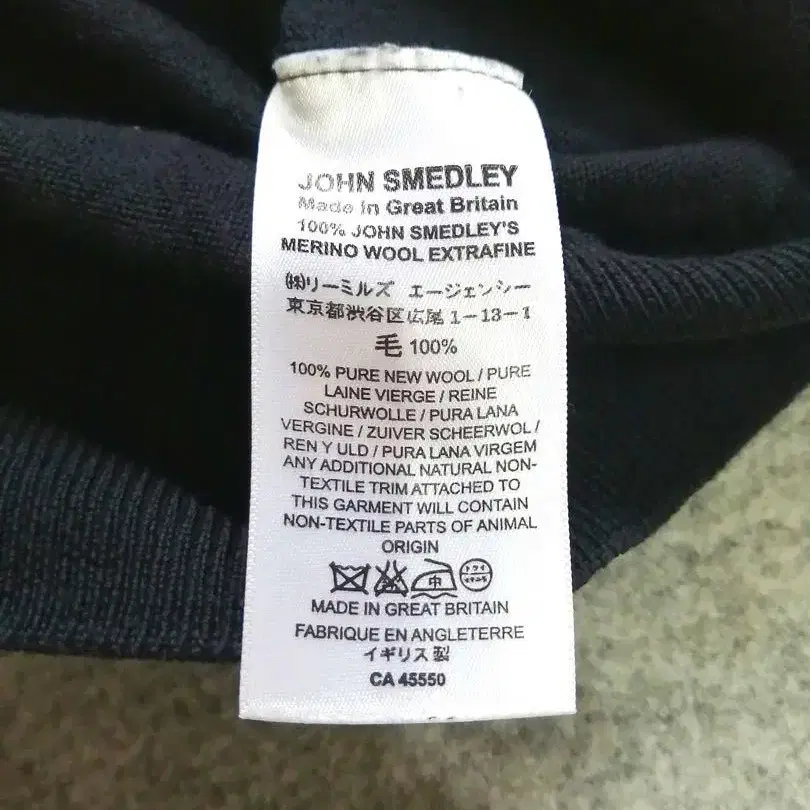 JOHN SMEDLEY
Made in Great Britain
100% JOHN SMEDLEY'S
MERINO WOOL EXTRAFINE
㈱リーミルズ エージェンシー
東京都渋谷区広尾1-13-1
毛 100%
100% PURE NEW WOOL / PURE
LAINE VIERGE / REINE
SCHURWOLLE / PURA LANA
VERGINE / ZUIVER SCHEERWOL /
REN Y ULD / PURA LANA VIRGEM
ANY ADDITIONAL NATURAL NON-
TEXTILE TRIM ATTACHED TO
THIS GARMENT WILL CONTAIN
NON-TEXTILE PARTS OF ANIMAL
ORIGIN
中 ドライ
MADE IN GREAT BRITAIN
FABRIQUE EN ANGLETERRE
イギリス製
CA 45550